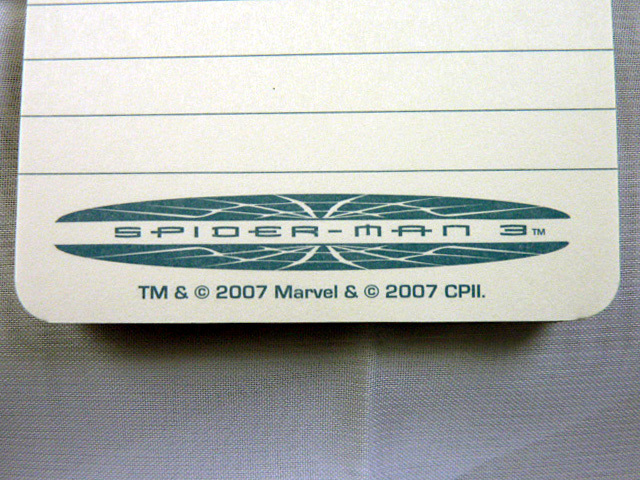 SPIDER-MAN 3™
TM & © 2007 Marvel & © 2007 CPII.